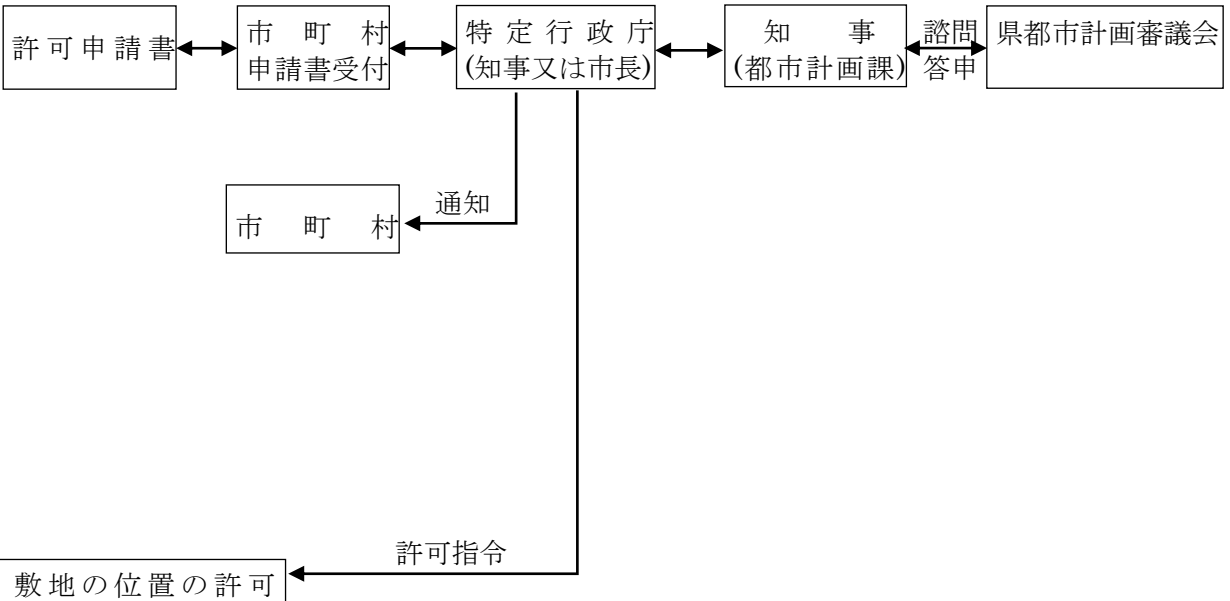 許可申請書
市町村
申請書受付
特定行政庁
(知事又は市長)
知事
(都市計画課)
諮問
答申
県都市計画審議会
通知
市町村
許可指令
敷地の位置の許可